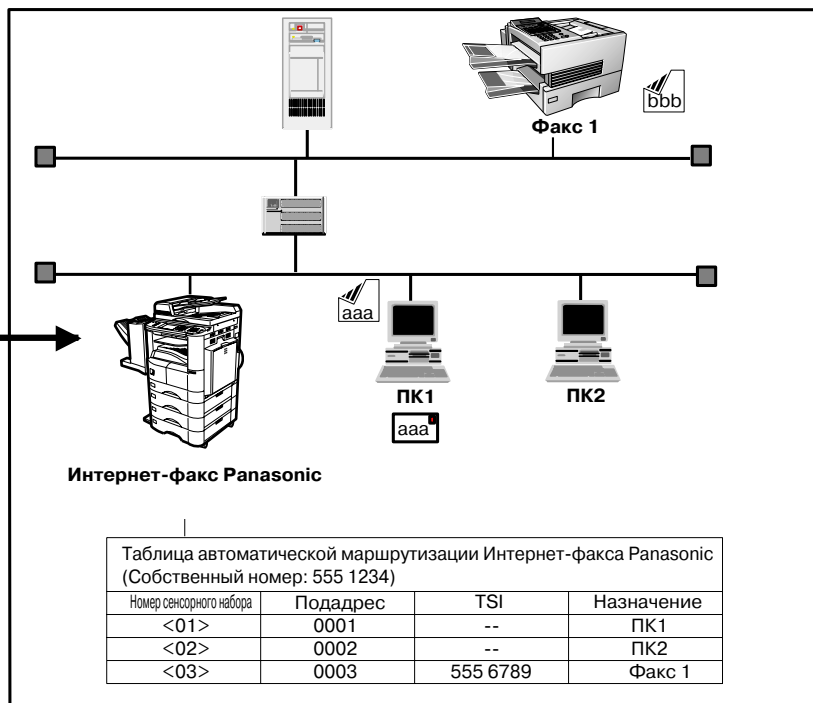 bbb
Факс 1
aaa
ПК1
ПК2
aaa
Интернет-факс Panasonic
Таблица автоматической маршрутизации Интернет-факса Panasonic
(Собственный номер: 555 1234)
Номер сенсорного набора Подадрес TSI Назначение
<01> 0001 -- ПК1
<02> 0002 -- ПК2
<03> 0003 555 6789 Факс 1